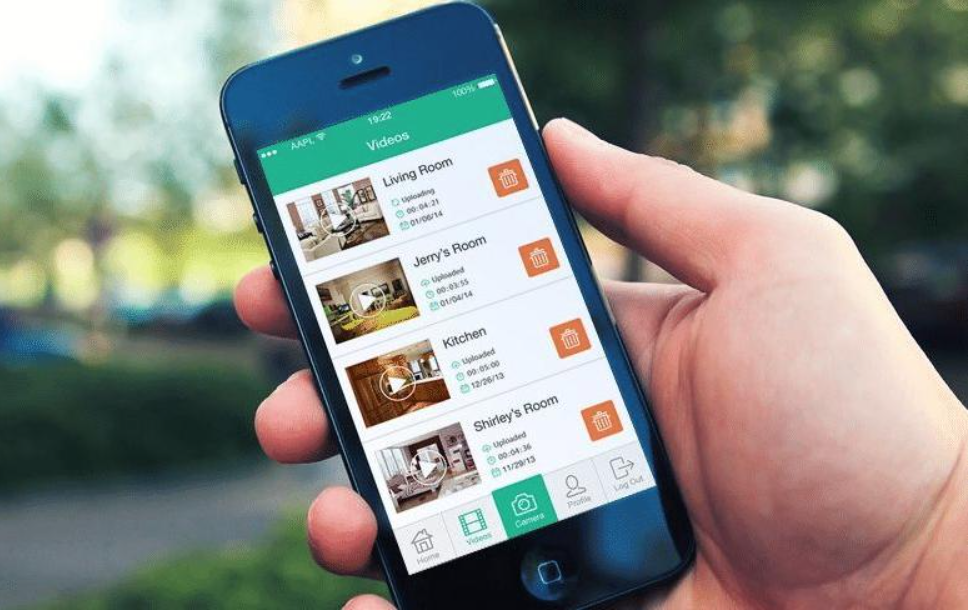 AAPL 19:22 100%
Videos
Living Room
Uploading
00:04:21
01/06/14
Jerry's Room
Uploaded
00:03:55
01/04/14
Kitchen
Uploaded
00:05:00
12/26/13
Shirley's Room
Uploaded
00:04:36
11/29/13
Home Videos Camera Profile Log Out